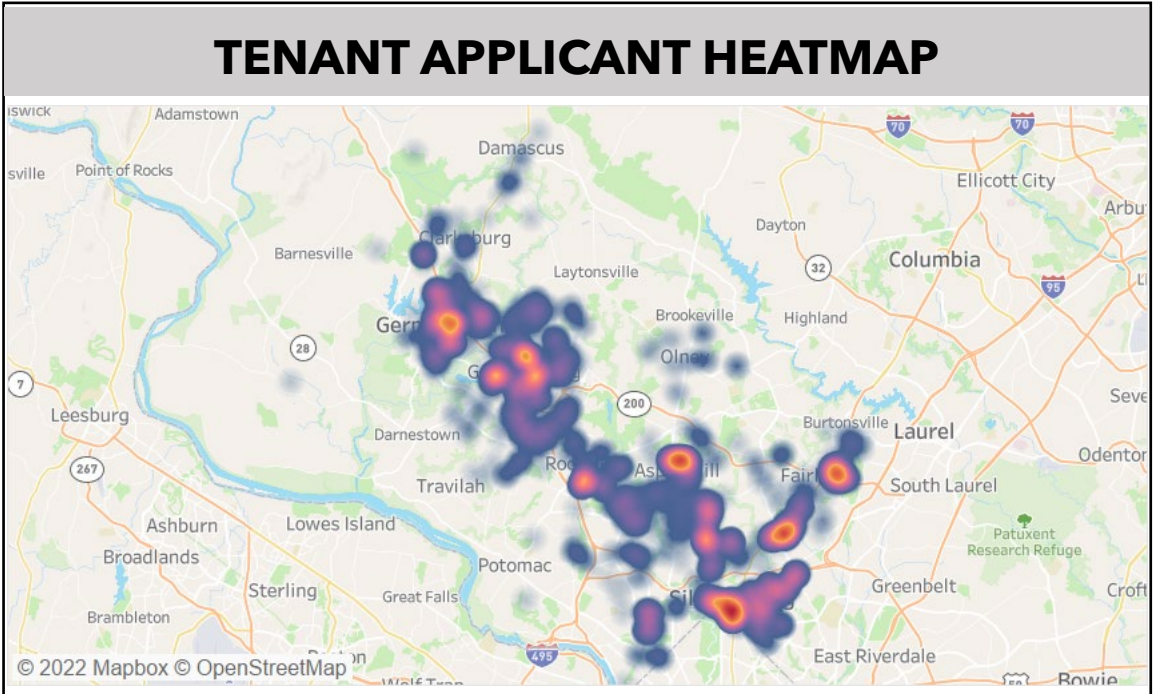 TENANT APPLICANT HEATMAP
Adamstown
Damascus
Point of Rocks
Ellicott City
Dayton
Barnesville
Columbia
Laytonsville
Brookeville
Highland
Olney
Leesburg
Burtonsville
Laurel
Darnestown
Travilah
South Laurel
Ashburn
Lowes Island
Patuxent
Research Refuge
Broadlands
Potomac
Sterling
Great Falls
Greenbelt
Brambleton
East Riverdale
Bowie
70
70
32
95
28
7
200
267
495
© 2022 Mapbox © OpenStreetMap